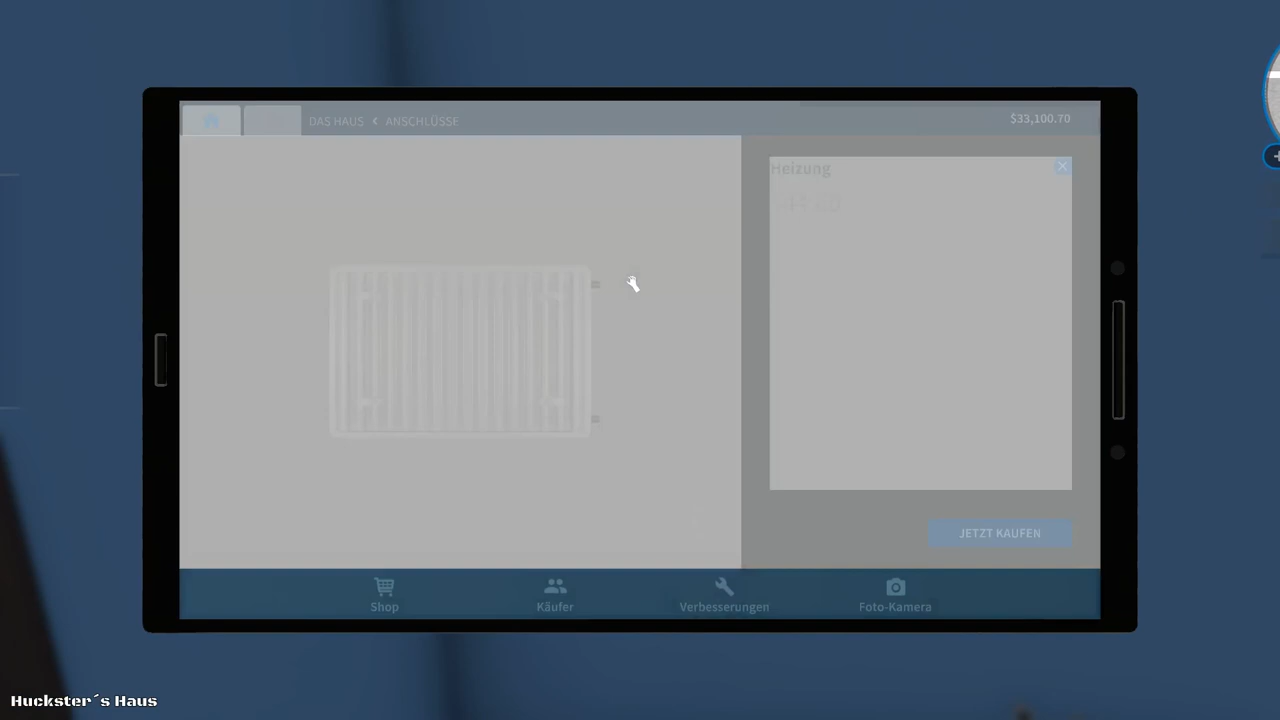 DAS HAUS < ANSCHLÜSSE
$33,100.70
Heizung
JETZT KAUFEN
Shop
Käufer
Verbesserungen
Foto-Kamera
Huckster´s Haus